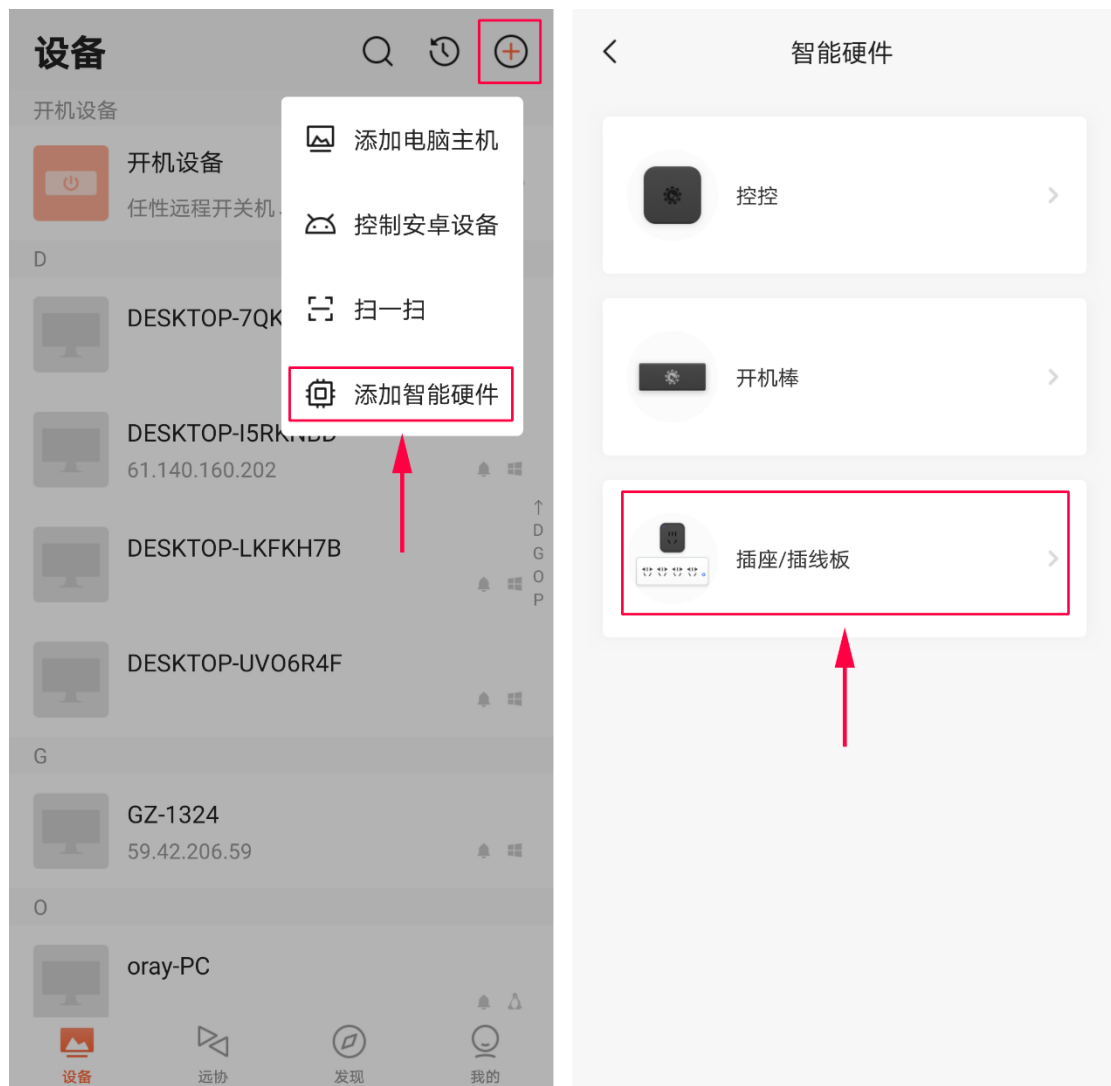 设备
开机设备
开机设备
任性远程开关机
D
DESKTOP-7QK
DESKTOP-I5RKNBD
61.140.160.202
DESKTOP-LKFKH7B
DESKTOP-UVO6R4F
G
GZ-1324
59.42.206.59
O
oray-PC
添加电脑主机
控制安卓设备
扫一扫
添加智能硬件
↑
D
G
O
P
设备
远协
发现
我的
智能硬件
控控
开机棒
插座/插线板